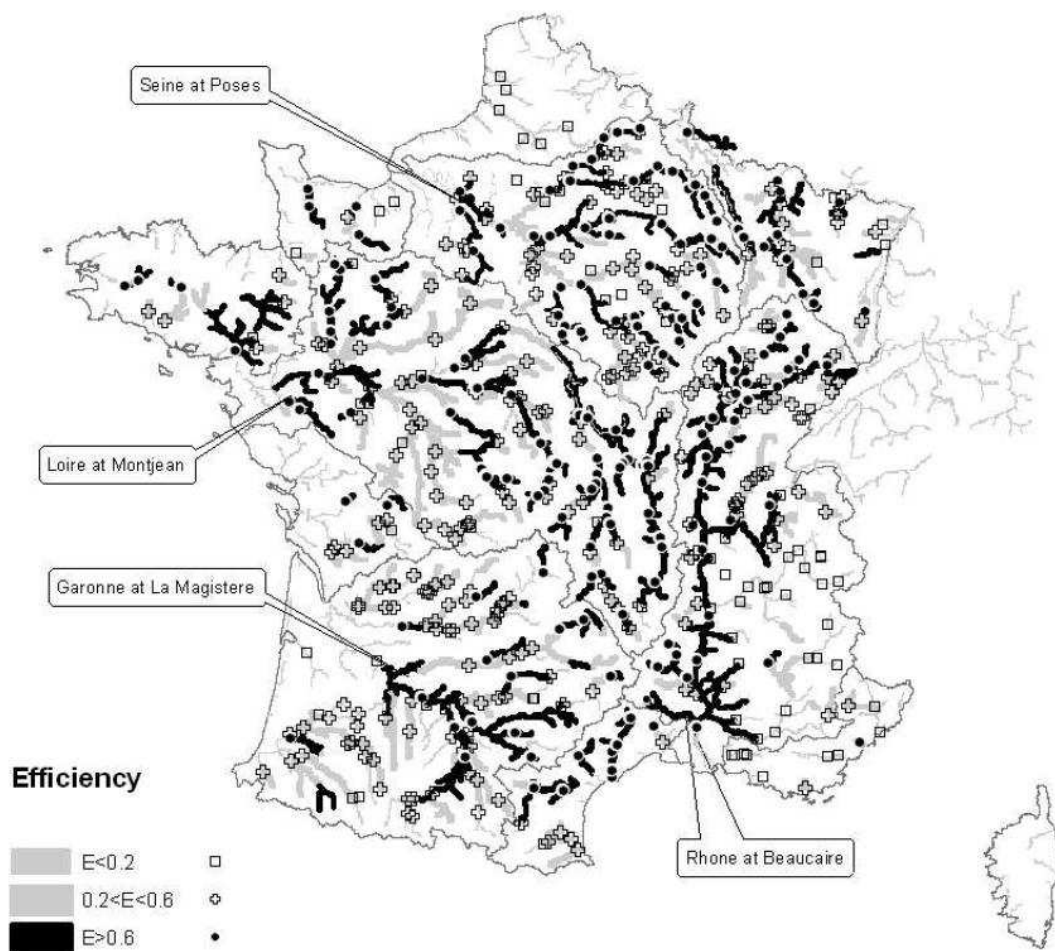 Seine at Poses
Loire at Montjean
Garonne at La Magistere
Rhone at Beaucaire
Efficiency
E<0.2
0.2<E<0.6
E>0.6